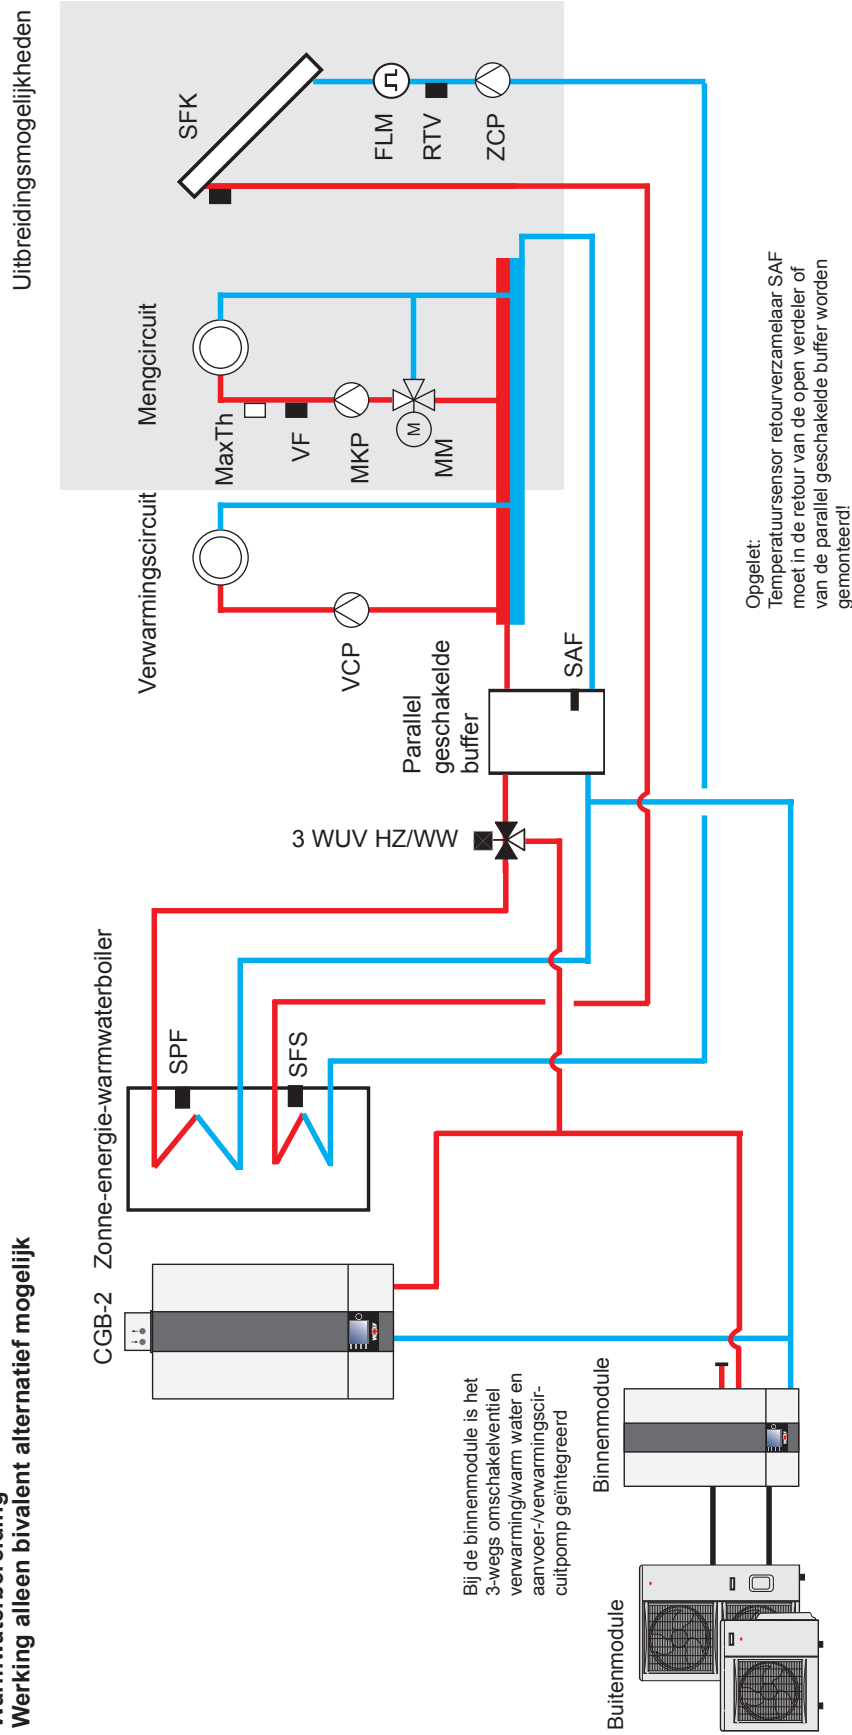 Werking alleen bivalent alternatief mogelijk
Uitbreidingsmogelijkheden
CGB-2
Zonne-energie-warmwaterboiler
Verwarmingscircuit
Mengcircuit
SFK
SPF
SFS
MaxTh
VF
MKP
MM
M
VCP
FLM
RTV
ZCP
3 WUV HZ/WW
Parallel
geschakelde
buffer
SAF
Bij de binnenmodule is het
3-wegs omschakelventiel
verwarming/warm water en
aanvoer-/verwarmingscir-
cuitpomp geïntegreerd
Buitenmodule
Binnenmodule
Opgelet:
Temperatuursensor retourverzamelaar SAF
moet in de retour van de open verdeler of
van de parallel geschakelde buffer worden
gemonteerd!